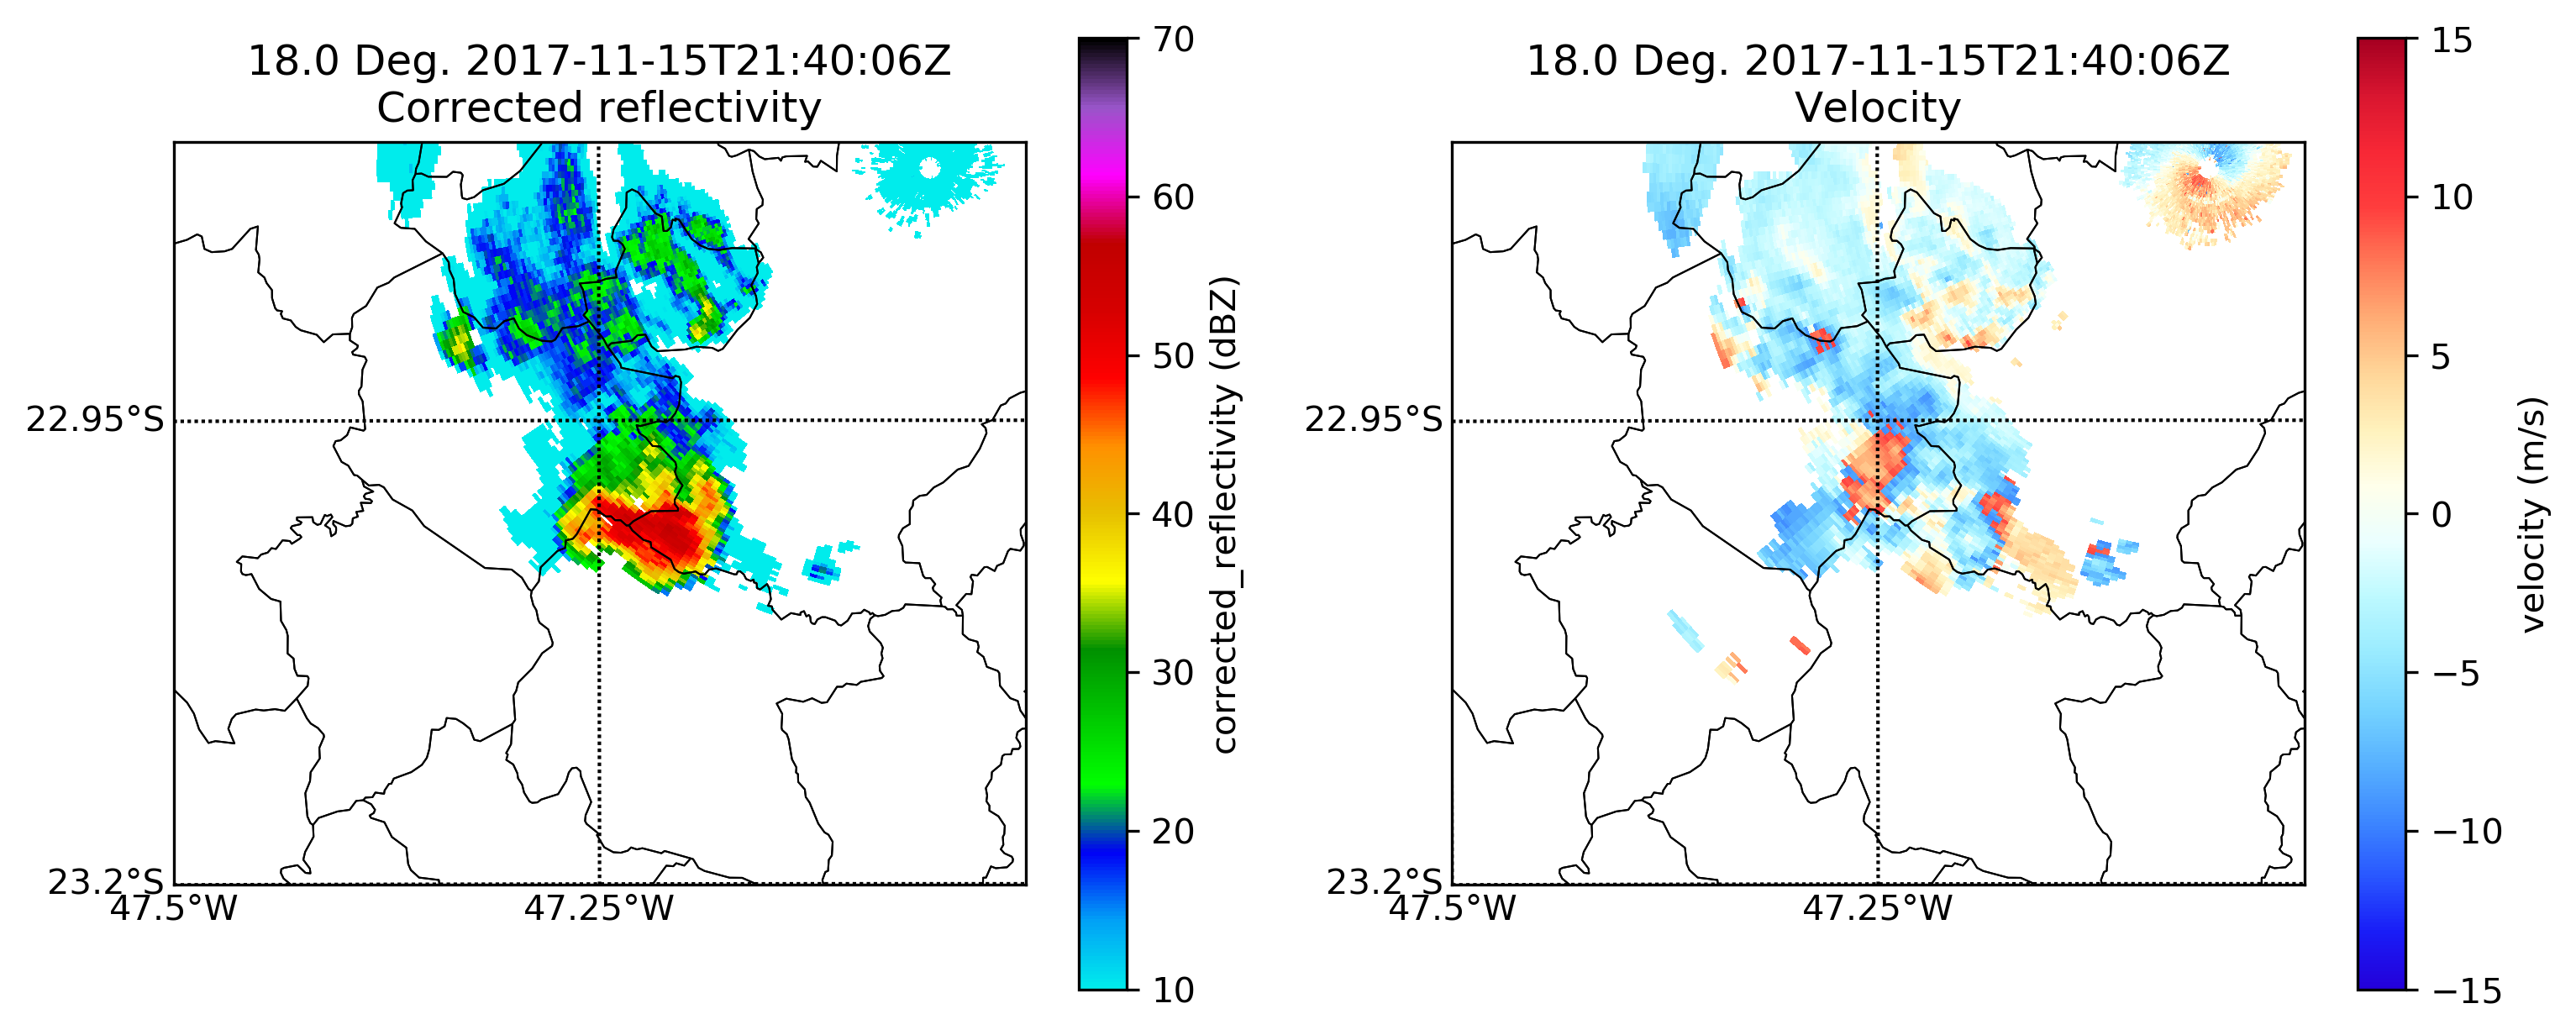 18.0 Deg. 2017-11-15T21:40:06Z
Corrected reflectivity
22.95°S
23.2°S
47.5°W
47.25°W
70
60
50
40
30
20
10
corrected_reflectivity (dBZ)
18.0 Deg. 2017-11-15T21:40:06Z
Velocity
22.95°S
23.2°S
47.5°W
47.25°W
15
10
5
0
−5
−10
−15
velocity (m/s)